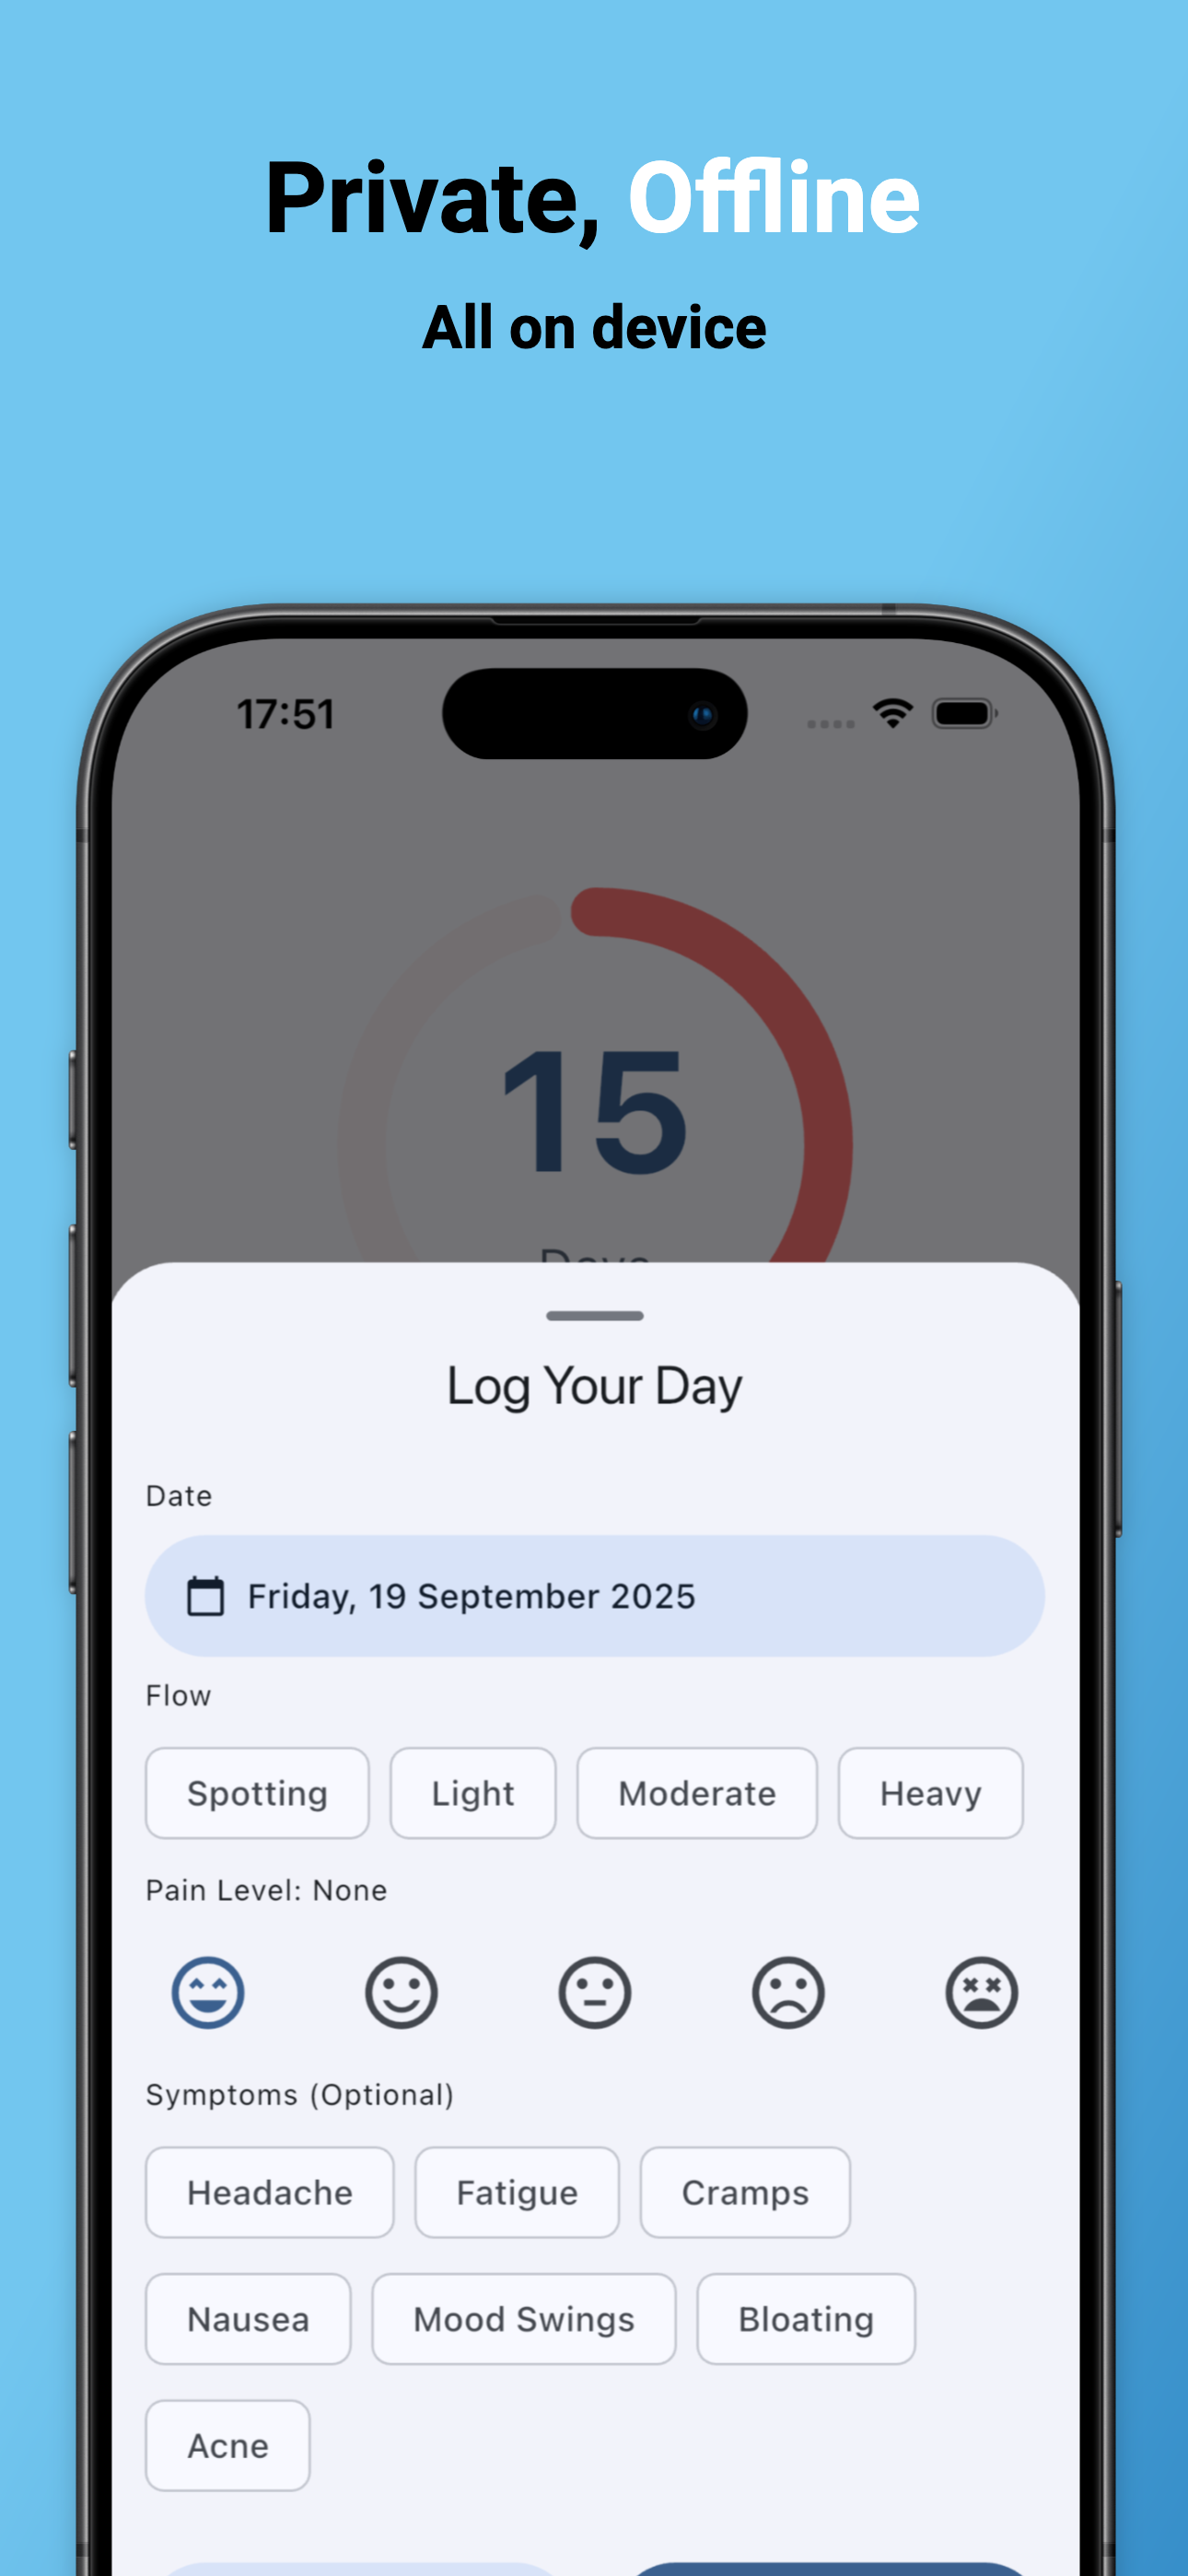 Private, Offline
All on device
17:51
15
Days
Log Your Day
Date
Friday, 19 September 2025
Flow
Spotting Light Moderate Heavy
Pain Level: None
Symptoms (Optional)
Headache Fatigue Cramps
Nausea Mood Swings Bloating
Acne